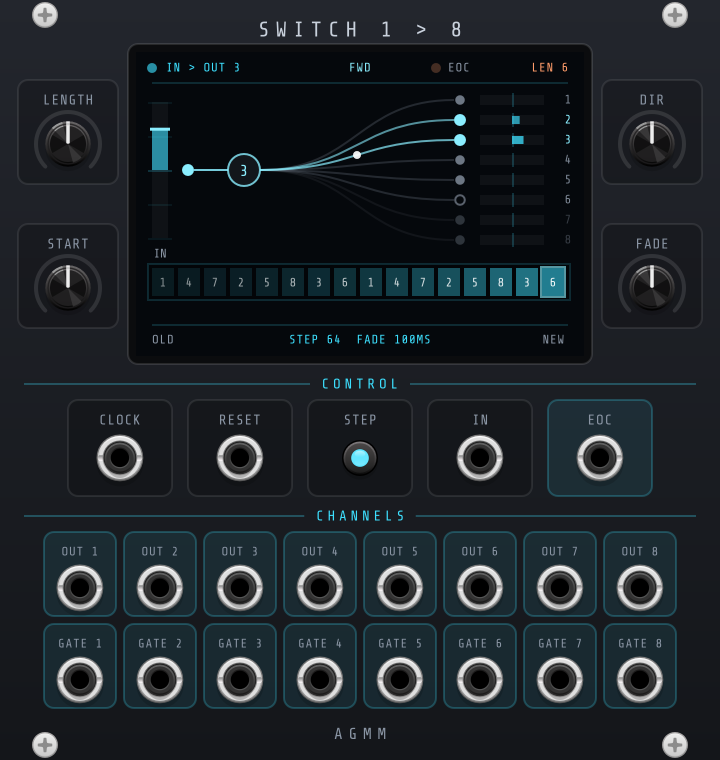 SWITCH 1 > 8
IN > OUT 3 FWD EOC LEN 6
LENGTH
DIR
1
2
3
3
4
5
6
7
8
START
FADE
IN
1 4 7 2 5 8 3 6 1 4 7 2 5 8 3 6
OLD STEP 64 FADE 100MS NEW
CONTROL
CLOCK RESET STEP IN EOC
CHANNELS
OUT 1 OUT 2 OUT 3 OUT 4 OUT 5 OUT 6 OUT 7 OUT 8
GATE 1 GATE 2 GATE 3 GATE 4 GATE 5 GATE 6 GATE 7 GATE 8
AGMM